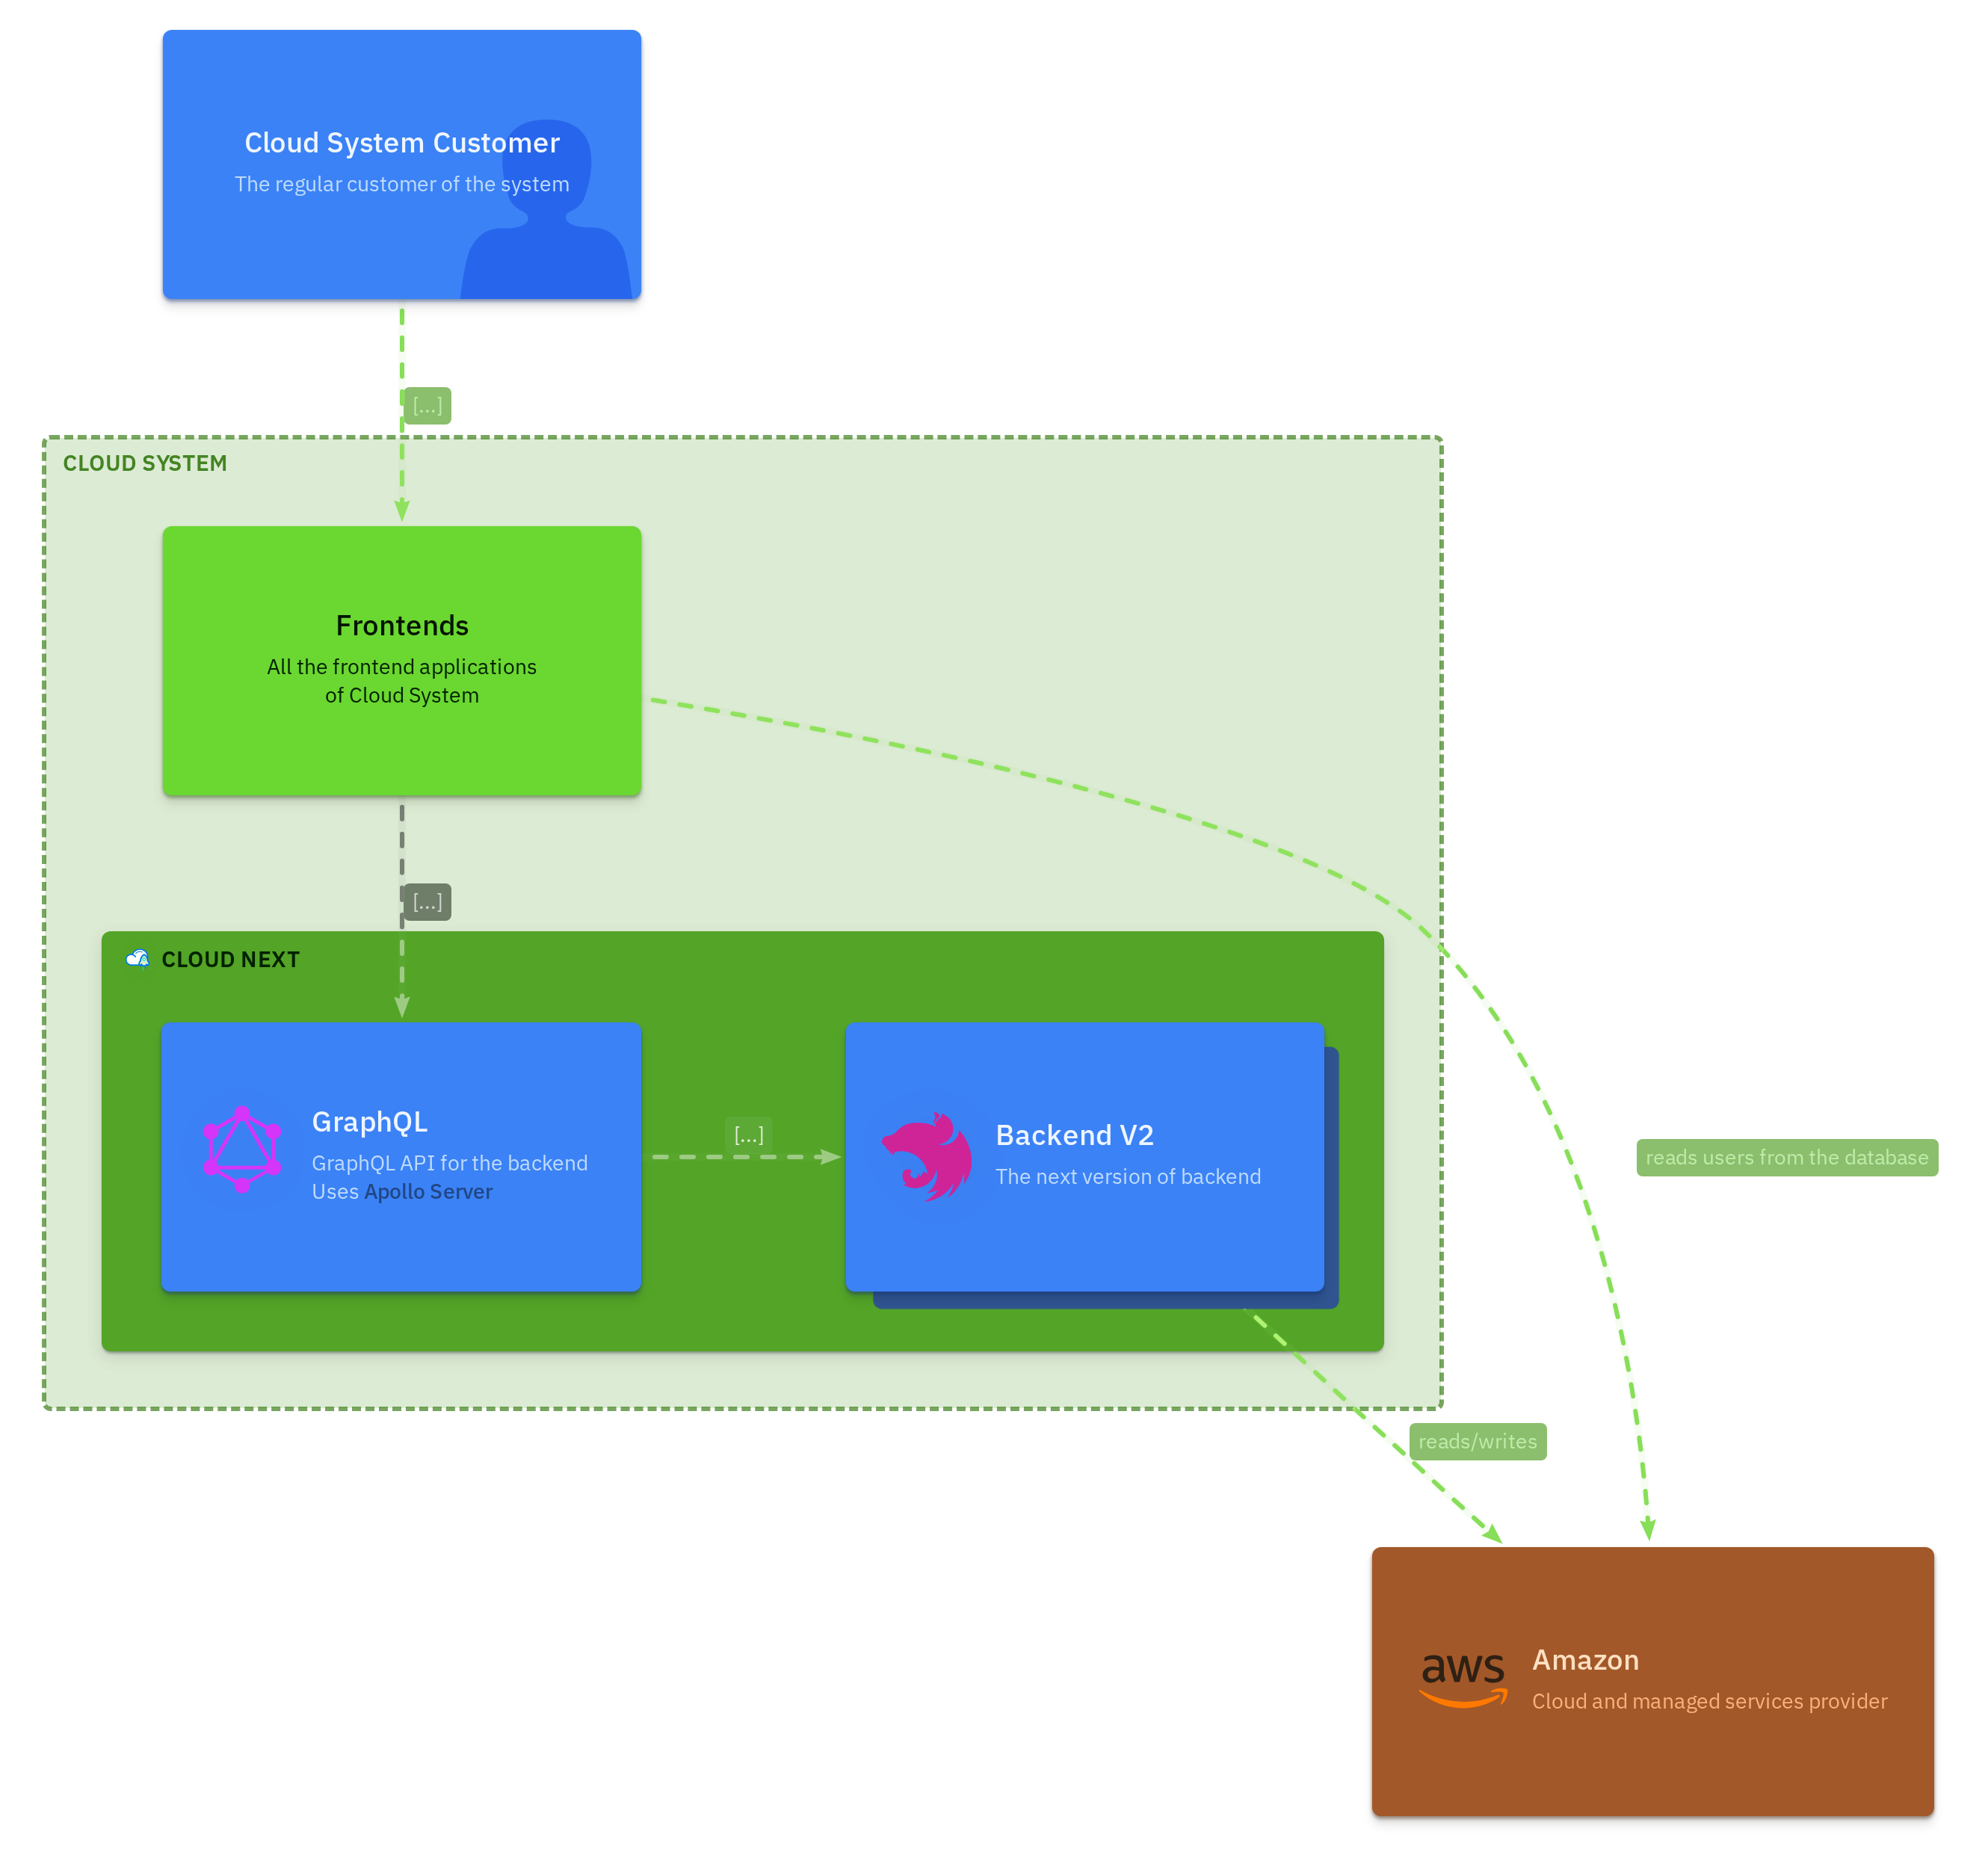 Cloud System Customer
The regular customer of the system
[...]
CLOUD SYSTEM
Frontends
All the frontend applications
of Cloud System
[...]
CLOUD NEXT
GraphQL
GraphQL API for the backend
Uses Apollo Server
[...]
Backend V2
The next version of backend
reads users from the database
reads/writes
aws
Amazon
Cloud and managed services provider